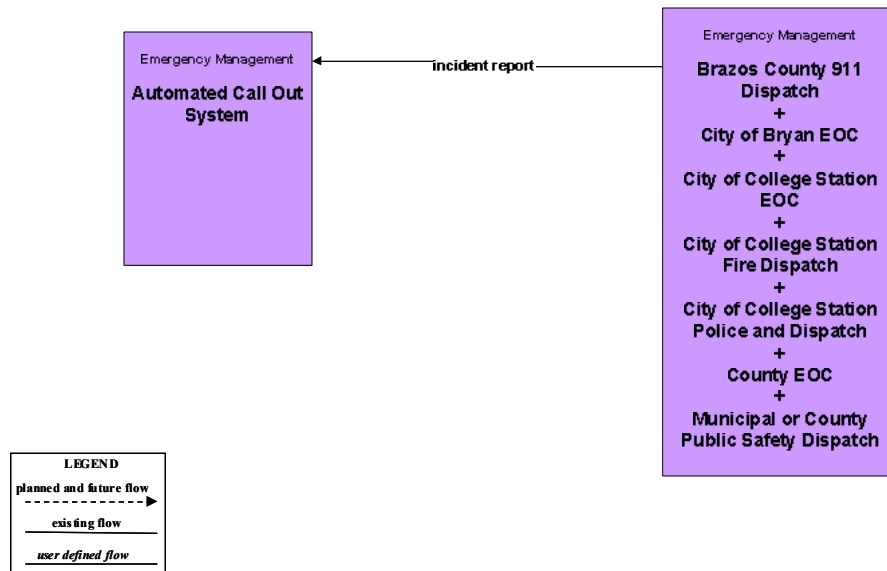 Emergency Management
Automated Call Out
System
incident report
Emergency Management
Brazos County 911
Dispatch
+
City of Bryan EOC
+
City of College Station
EOC
+
City of College Station
Fire Dispatch
+
City of College Station
Police and Dispatch
+
County EOC
+
Municipal or County
Public Safety Dispatch
LEGEND
planned and future flow
existing flow
user defined flow